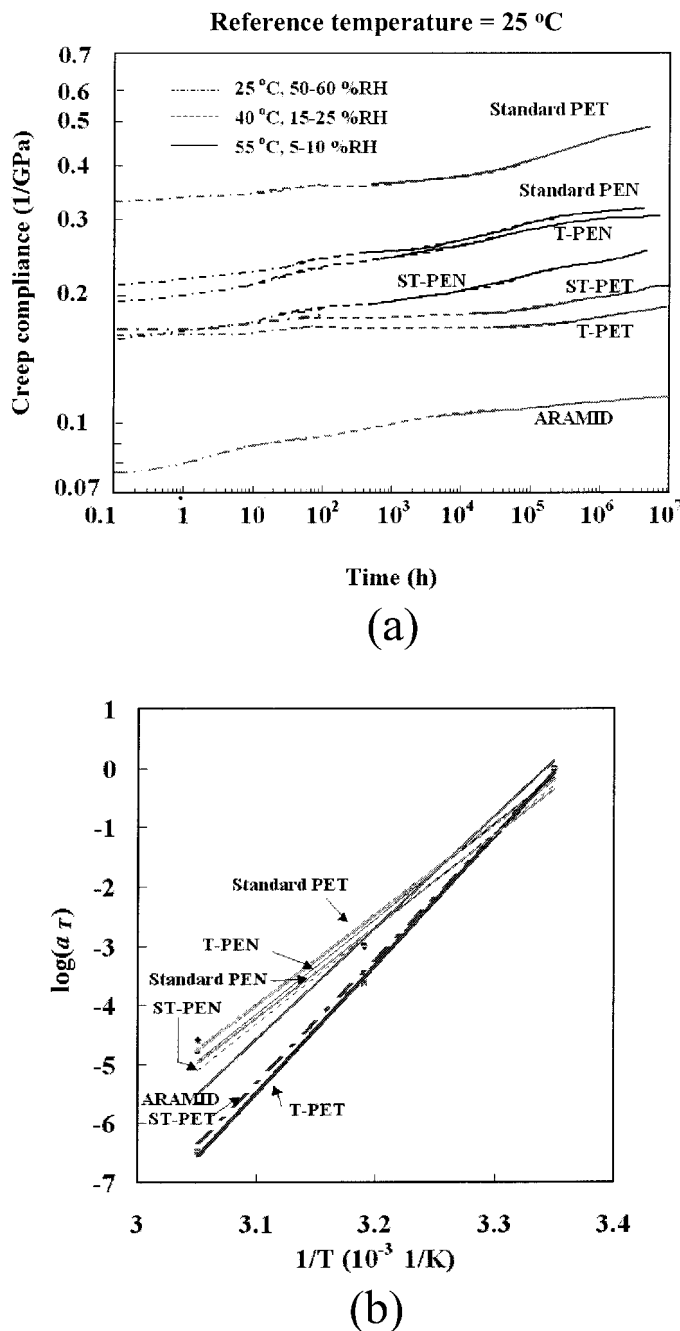 Reference temperature = 25 °C
0.7
0.6
0.5
0.4
0.3
0.2
0.1
0.07
Creep compliance (1/GPa)
25 °C, 50-60 %RH
40 °C, 15-25 %RH
55 °C, 5-10 %RH
Standard PET
Standard PEN
T-PEN
ST-PEN
ST-PET
T-PET
ARAMID
0.1 1 10 10² 10³ 10⁴ 10⁵ 10⁶ 10⁷
Time (h)
(a)
1
0
-1
-2
-3
-4
-5
-6
-7
log(a T)
Standard PET
T-PEN
Standard PEN
ST-PEN
ARAMID
ST-PET
T-PET
3 3.1 3.2 3.3 3.4
1/T (10⁻³ 1/K)
(b)